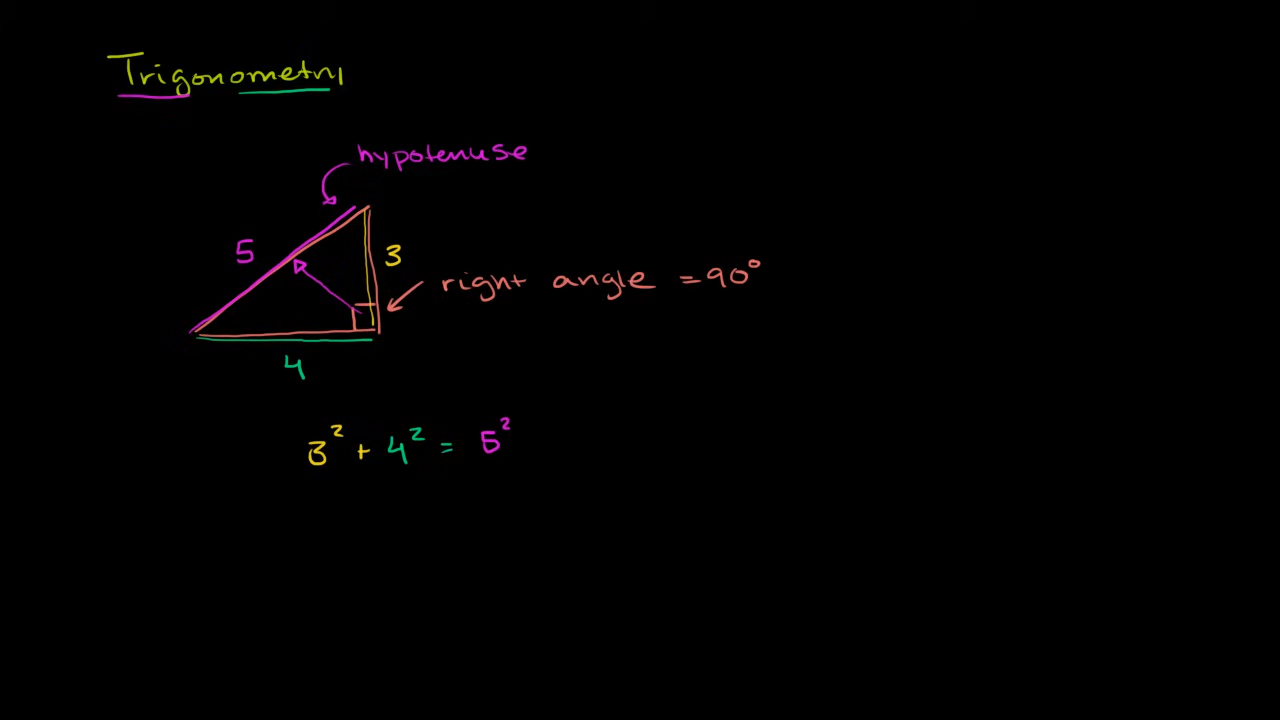 Trigonometry
hypotenuse
5
3
right angle = 90°
4
3² + 4² = 5²